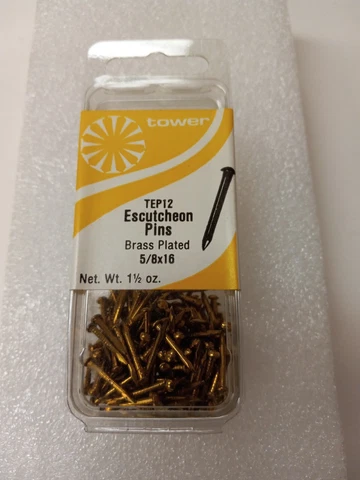 tower
TEP12
Escutcheon
Pins
Brass Plated
5/8x16
Net. Wt. 1½ oz.